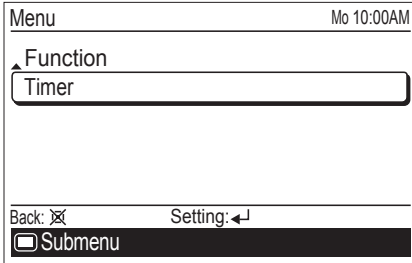 Menu Mo 10:00AM
Function
Timer
Back: Setting:
Submenu